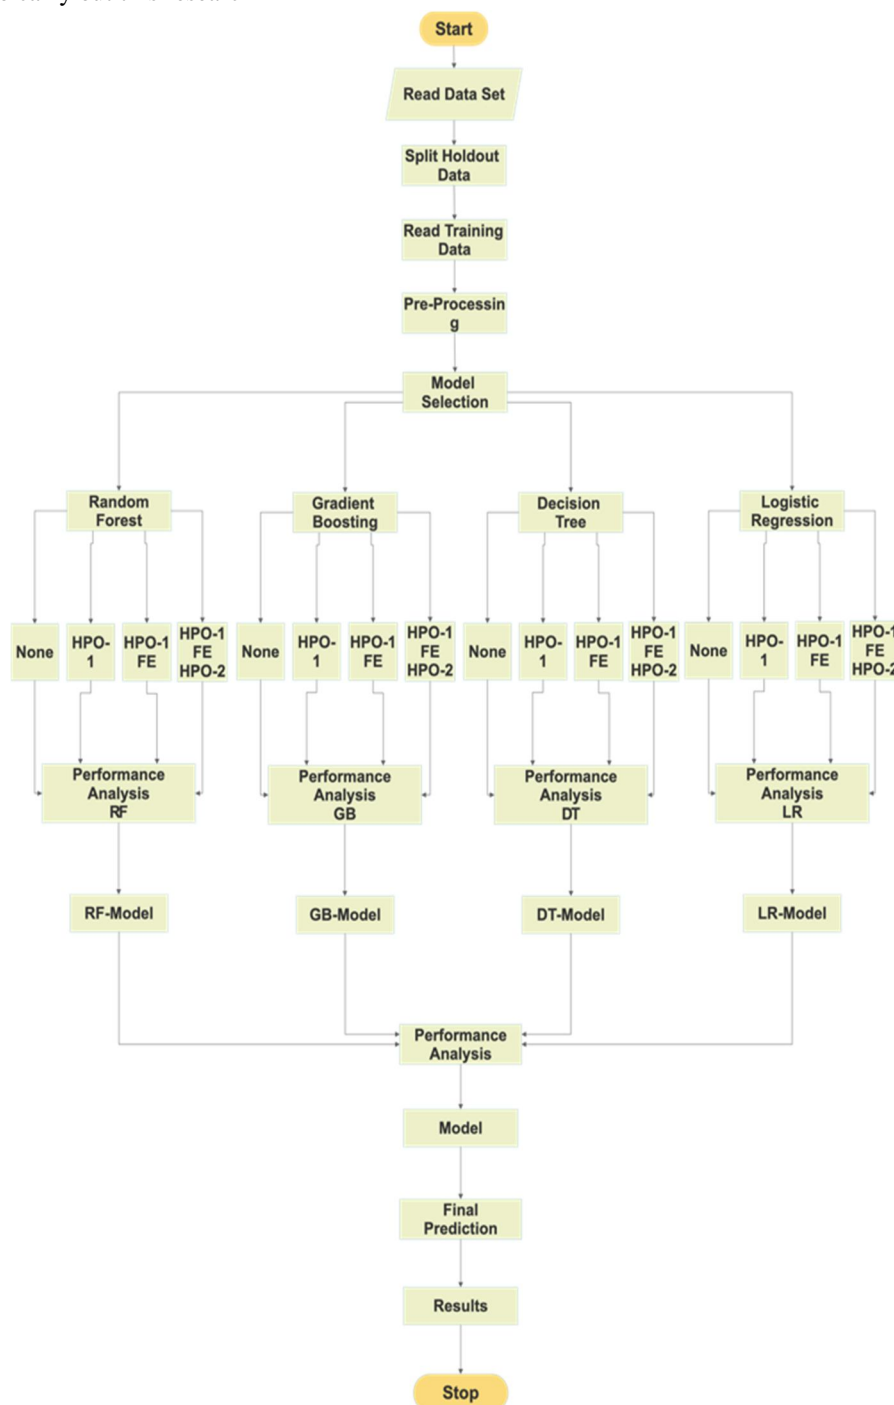 Start
Read Data Set
Split Holdout
Data
Read Training
Data
Pre-Processin
g
Model
Selection
Random
Forest
Gradient
Boosting
Decision
Tree
Logistic
Regression
None
HPO-
1
HPO-1
FE
HPO-1
FE
HPO-2
None
HPO-
1
HPO-1
FE
HPO-1
FE
HPO-2
None
HPO-
1
HPO-1
FE
HPO-1
FE
HPO-2
None
HPO-
1
HPO-1
FE
HPO-1
FE
HPO-2
Performance
Analysis
RF
Performance
Analysis
GB
Performance
Analysis
DT
Performance
Analysis
LR
RF-Model
GB-Model
DT-Model
LR-Model
Performance
Analysis
Model
Final
Prediction
Results
Stop